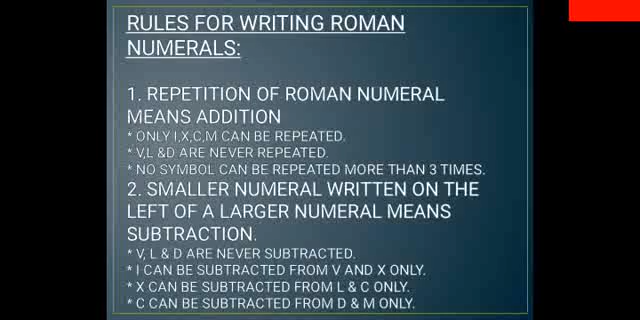 RULES FOR WRITING ROMAN
NUMERALS:
1. REPETITION OF ROMAN NUMERAL
MEANS ADDITION
* ONLY I,X,C,M CAN BE REPEATED.
* V,L &D ARE NEVER REPEATED.
* NO SYMBOL CAN BE REPEATED MORE THAN 3 TIMES.
2. SMALLER NUMERAL WRITTEN ON THE
LEFT OF A LARGER NUMERAL MEANS
SUBTRACTION.
* V, L & D ARE NEVER SUBTRACTED.
* I CAN BE SUBTRACTED FROM V AND X ONLY.
* X CAN BE SUBTRACTED FROM L & C ONLY.
* C CAN BE SUBTRACTED FROM D & M ONLY.